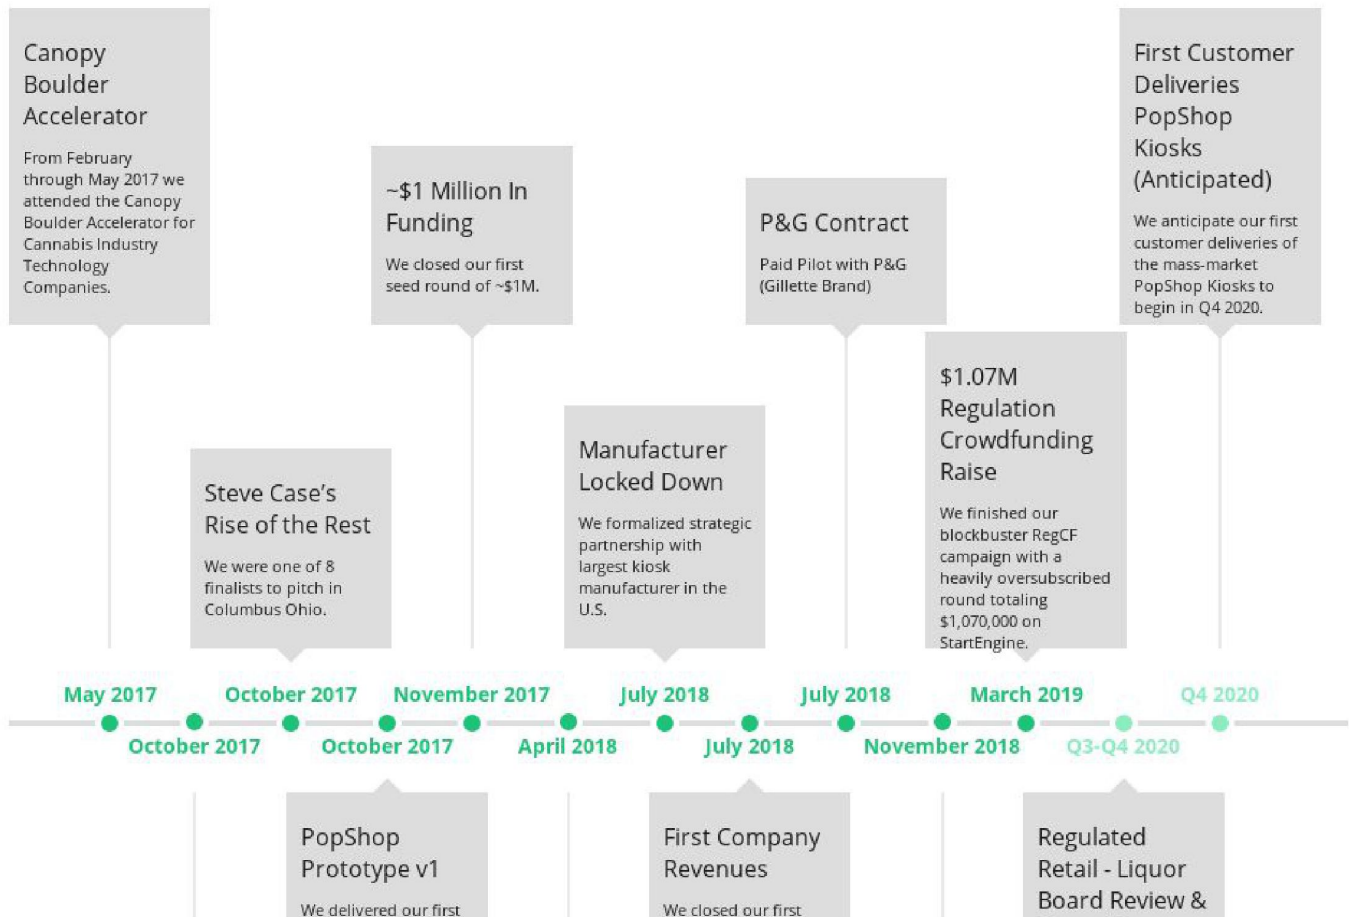 Canopy
Boulder
Accelerator
From February
through May 2017 we
attended the Canopy
Boulder Accelerator for
Cannabis Industry
Technology
Companies.
Steve Case’s
Rise of the Rest
We were one of 8
finalists to pitch in
Columbus Ohio.
~$1 Million In
Funding
We closed our first
seed round of ~$1M.
Manufacturer
Locked Down
We formalized strategic
partnership with
largest kiosk
manufacturer in the
U.S.
P&G Contract
Paid Pilot with P&G
(Gillette Brand)
$1.07M
Regulation
Crowdfunding
Raise
We finished our
blockbuster RegCF
campaign with a
heavily oversubscribed
round totaling
$1,070,000 on
StartEngine.
First Customer
Deliveries
PopShop
Kiosks
(Anticipated)
We anticipate our first
customer deliveries of
the mass-market
PopShop Kiosks to
begin in Q4 2020.
May 2017
October 2017
November 2017
July 2018
July 2018
March 2019
Q4 2020
October 2017
October 2017
April 2018
July 2018
November 2018
Q3-Q4 2020
PopShop
Prototype v1
We delivered our first
First Company
Revenues
We closed our first
Regulated
Retail - Liquor
Board Review &